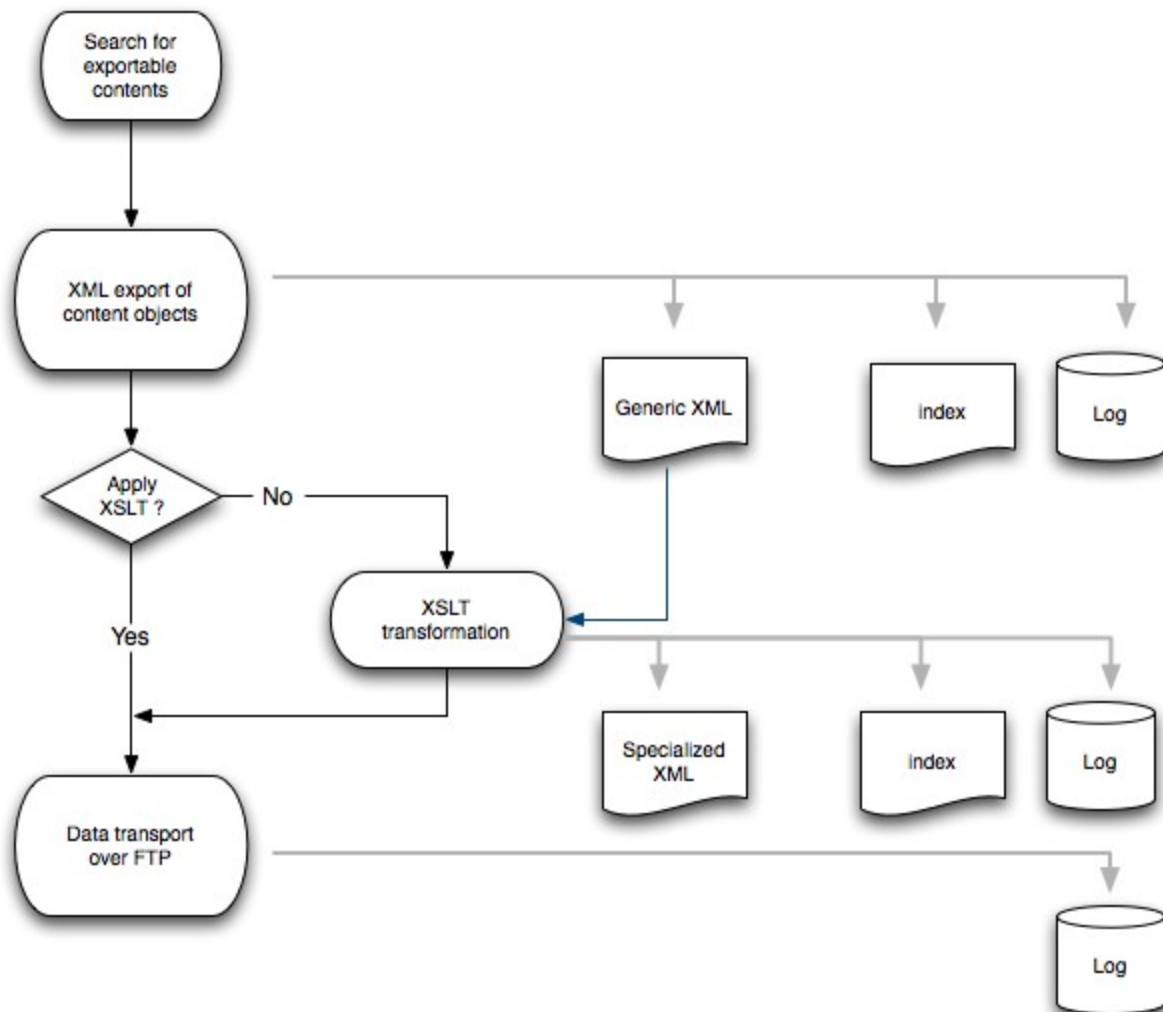 Search for
exportable
contents
XML export of
content objects
Generic XML
index
Log
Apply
XSLT ?
No
XSLT
transformation
Yes
Specialized
XML
index
Log
Data transport
over FTP
Log